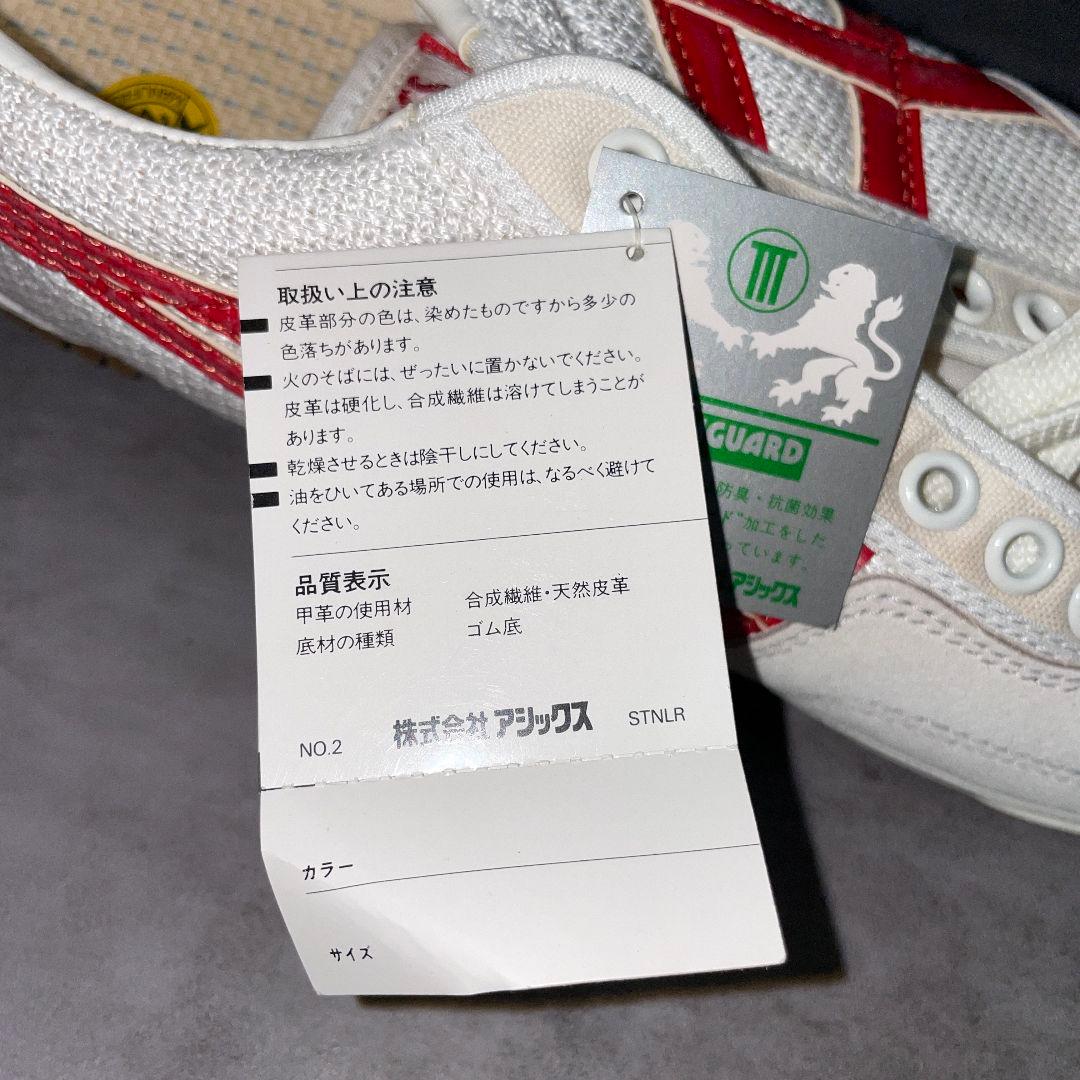 取扱い上の注意
皮革部分の色は、染めたものですから多少の
色落ちがあります。
火のそばには、ぜったいに置かないでください。
皮革は硬化し、合成繊維は溶けてしまうことが
あります。
乾燥させるときは陰干しにしてください。
油をひいてある場所での使用は、なるべく避けて
ください。
品質表示
甲革の使用材 合成繊維・天然皮革
底材の種類 ゴム底
NO.2 株式会社アシックス STNLR
カラー
サイズ
GUARD
防臭・抗菌効果
ド"加工をした
っています。
アシックス